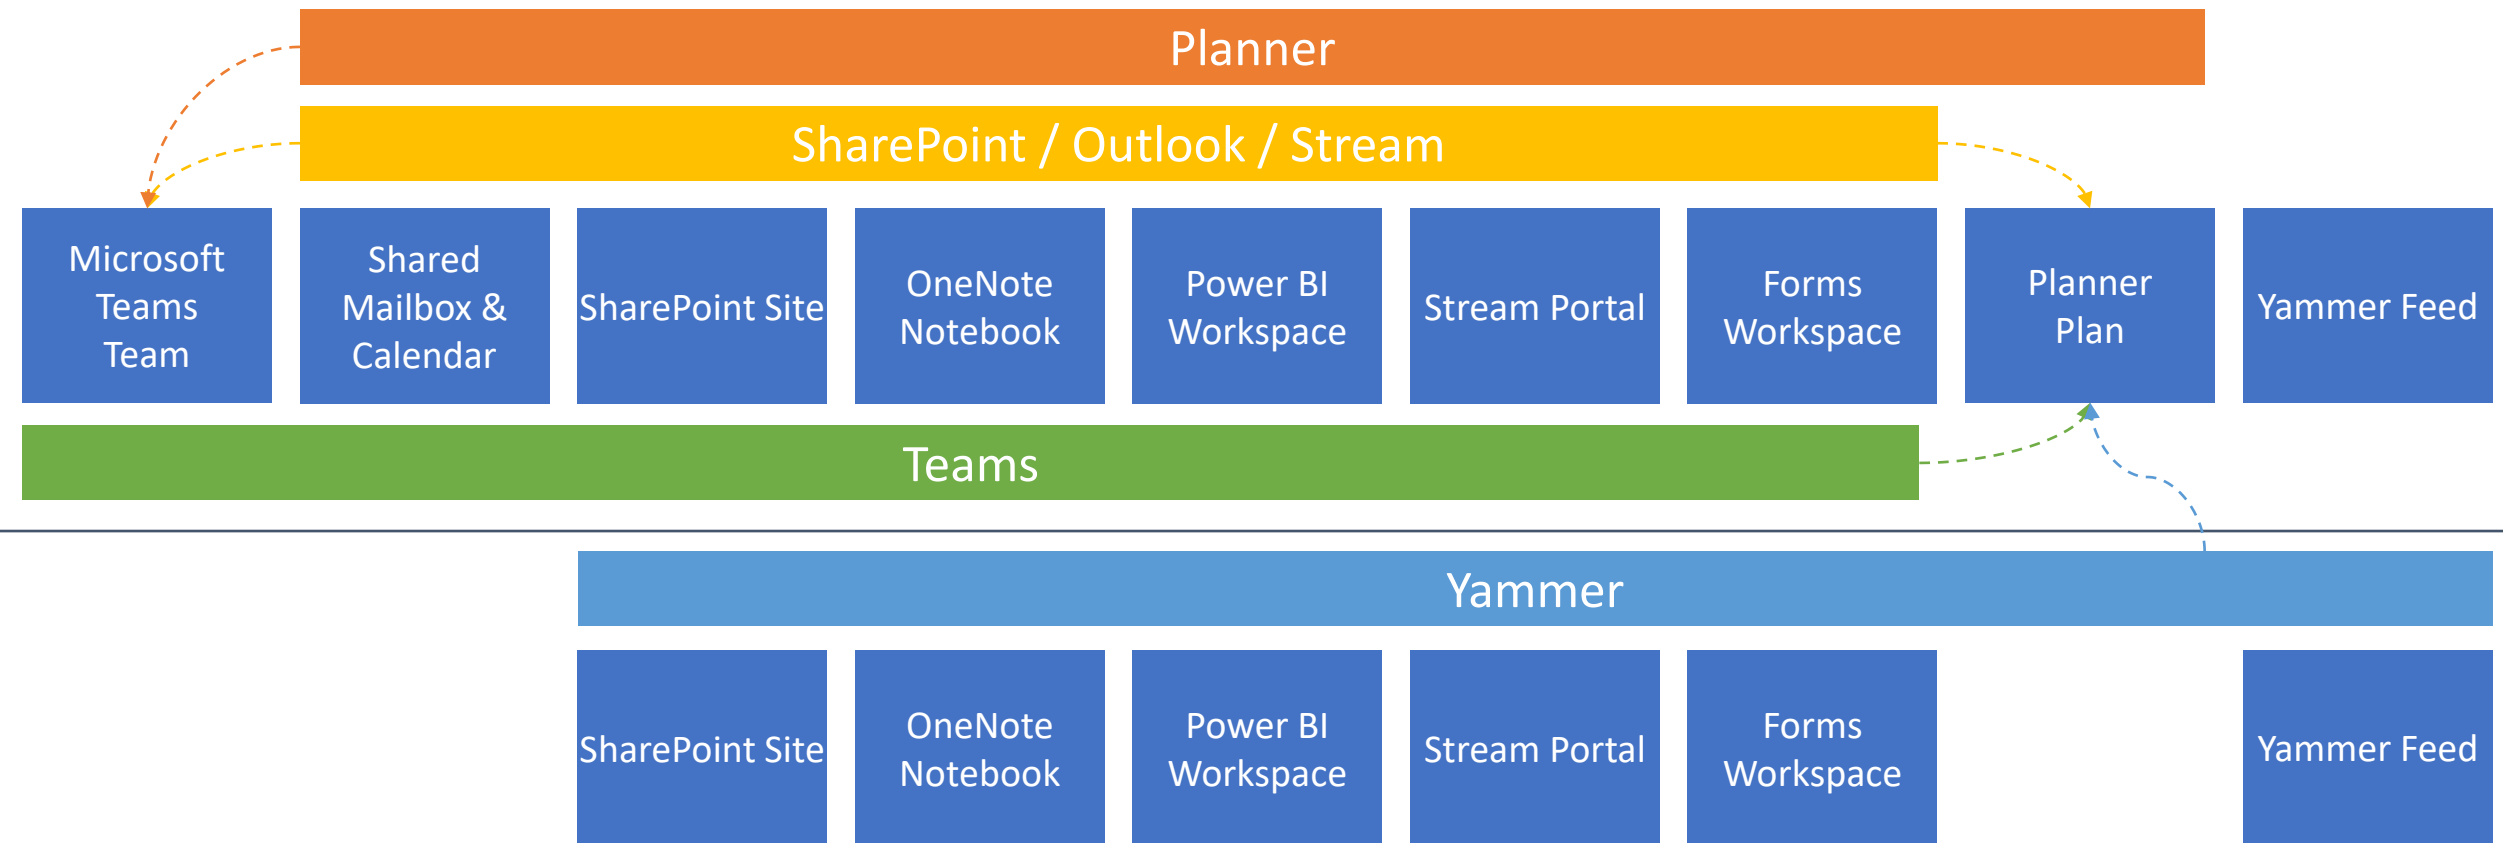 Planner
SharePoint / Outlook / Stream
Microsoft
Teams
Team
Shared
Mailbox &
Calendar
SharePoint Site
OneNote
Notebook
Power BI
Workspace
Stream Portal
Forms
Workspace
Planner
Plan
Yammer Feed
Teams
Yammer
SharePoint Site
OneNote
Notebook
Power BI
Workspace
Stream Portal
Forms
Workspace
Yammer Feed